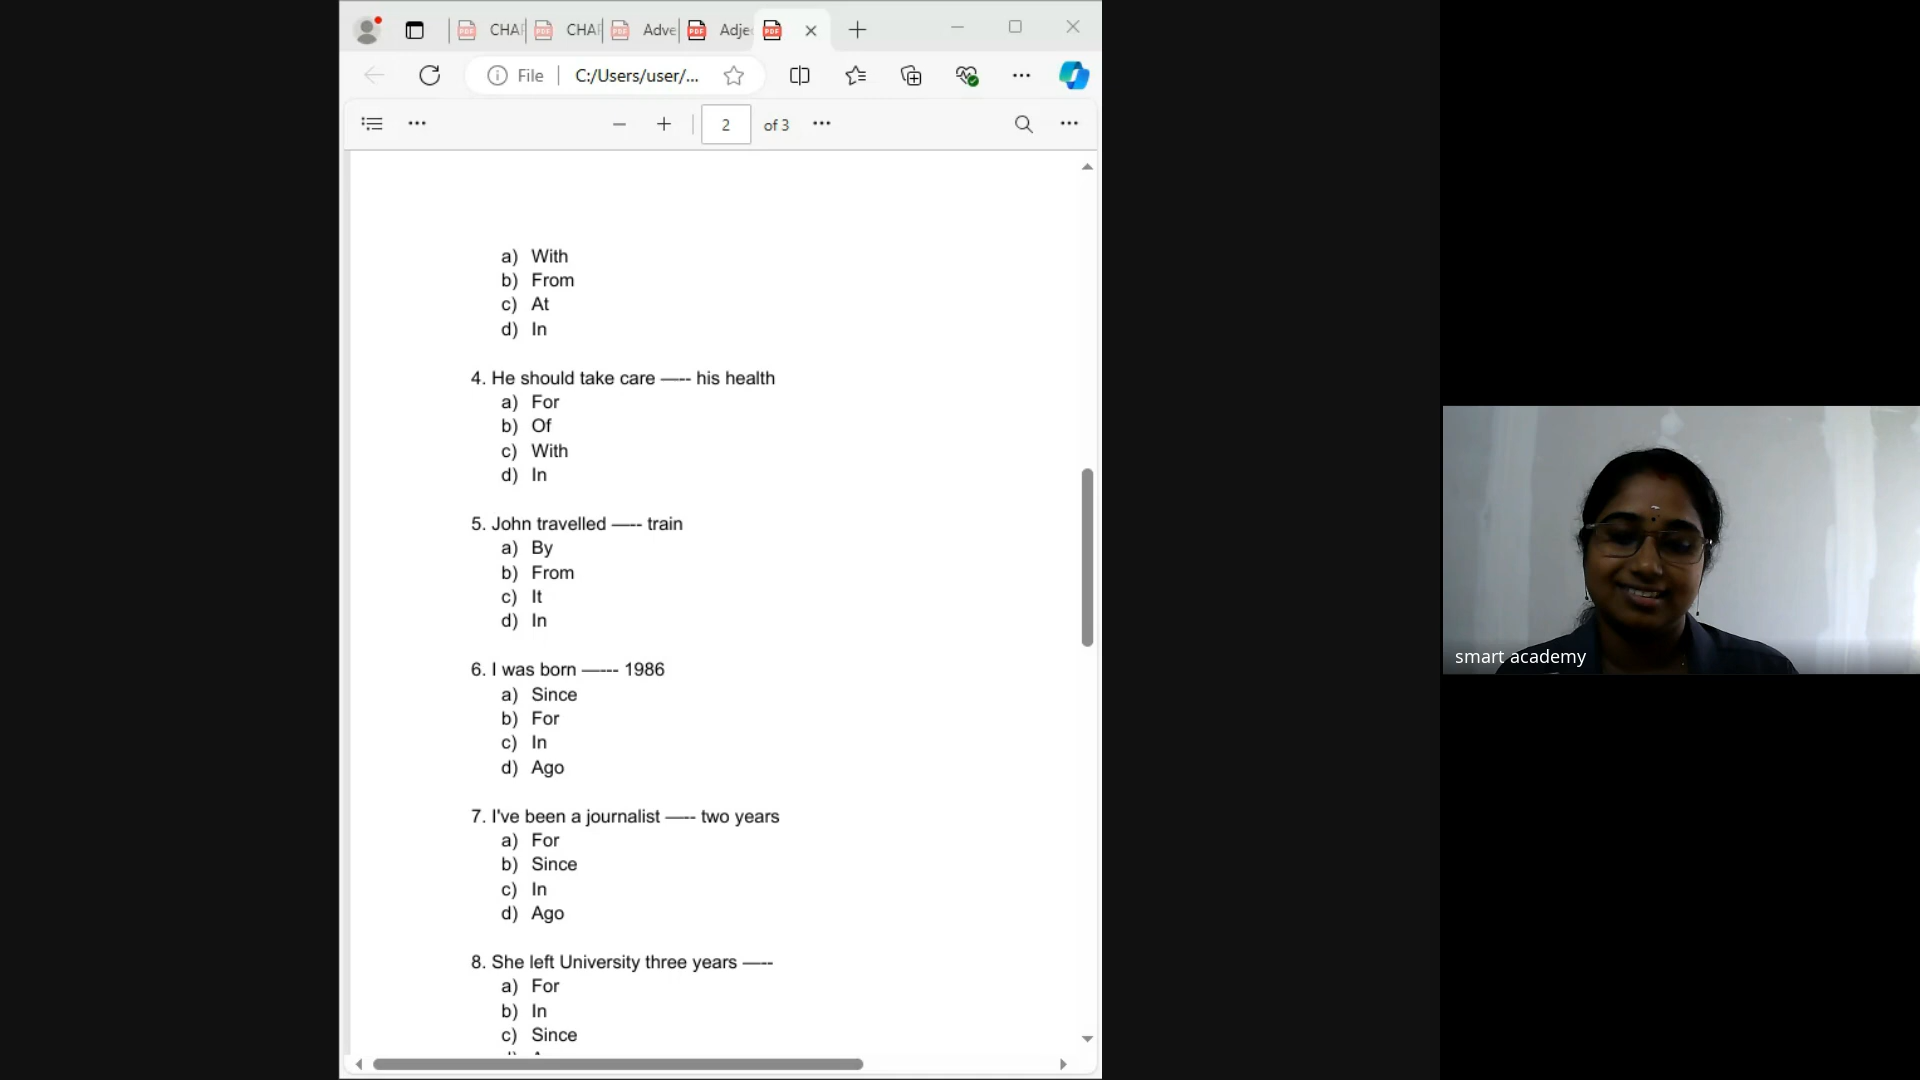 CHA
CHA
Adve
Adje
File
C:/Users/user/...
2 of 3
a) With
b) From
c) At
d) In
4. He should take care —-- his health
a) For
b) Of
c) With
d) In
5. John travelled —-- train
a) By
b) From
c) It
d) In
6. I was born —--- 1986
a) Since
b) For
c) In
d) Ago
7. I've been a journalist —-- two years
a) For
b) Since
c) In
d) Ago
8. She left University three years —--
a) For
b) In
c) Since
smart academy